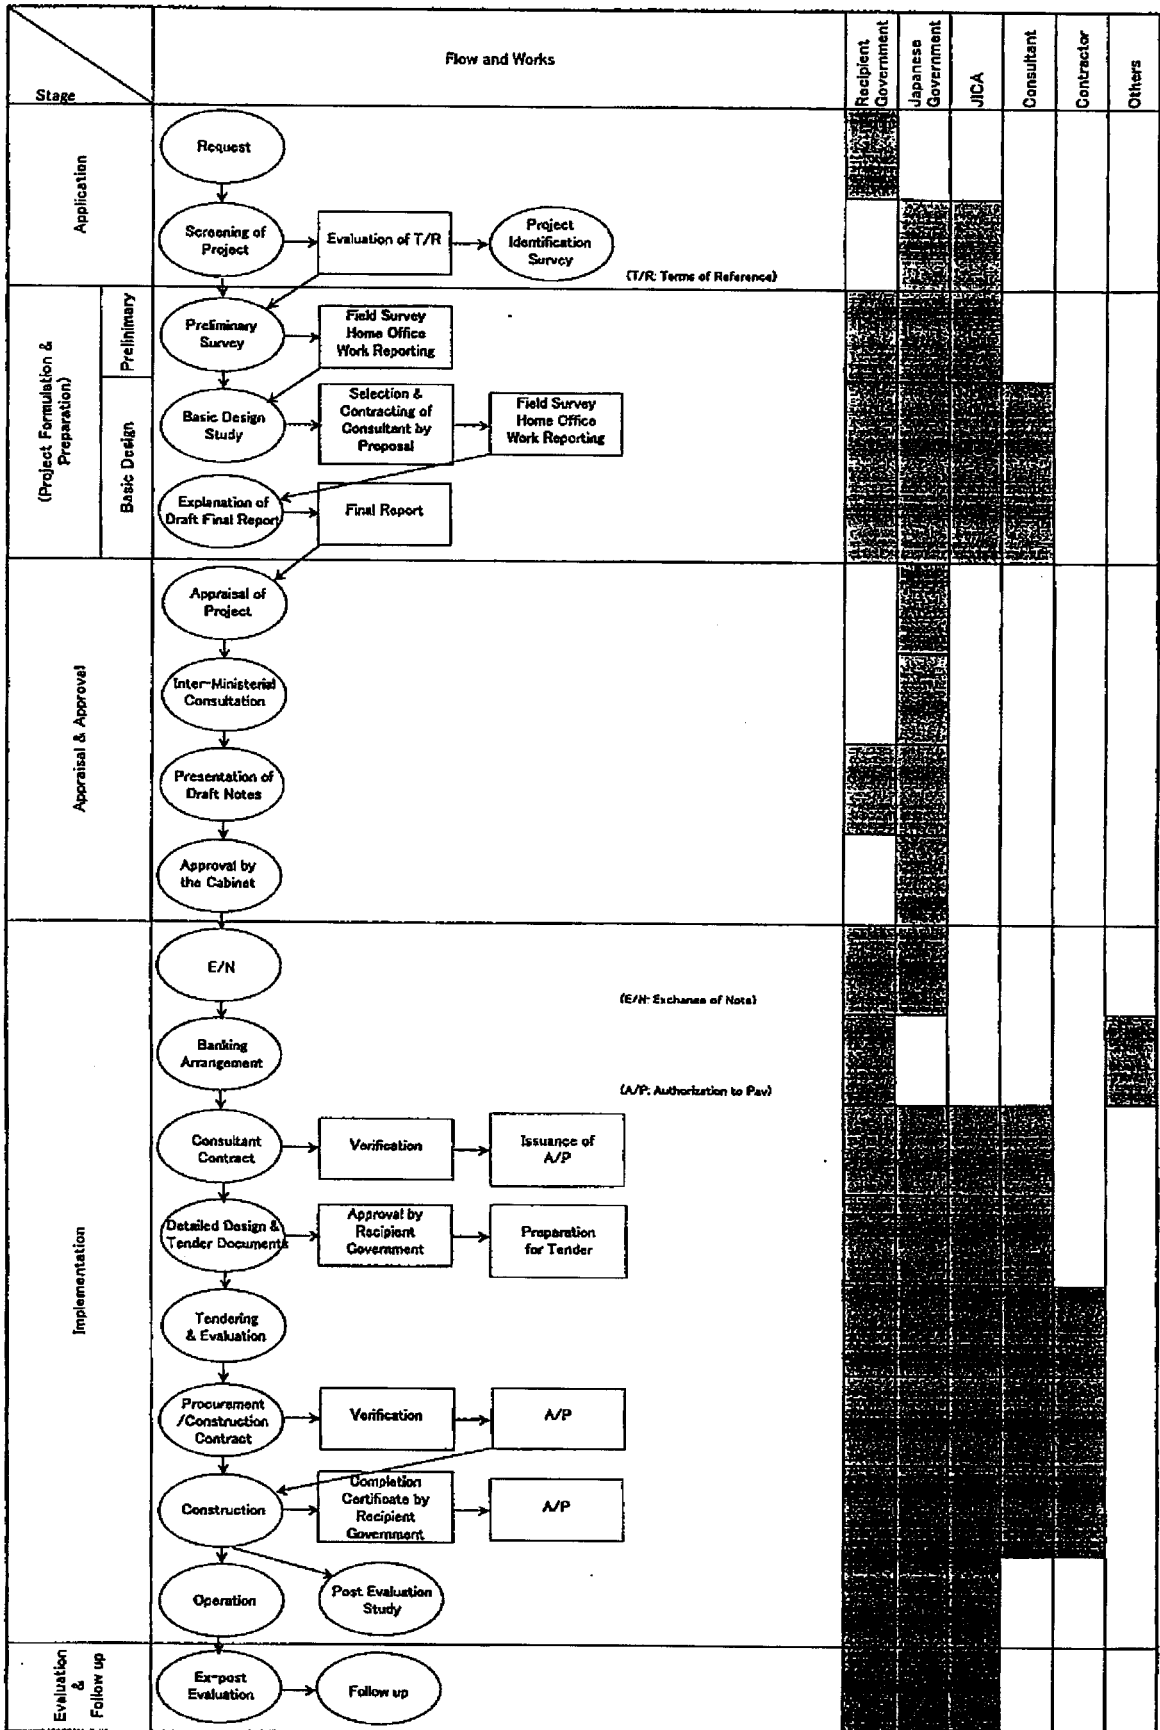 Stage
Flow and Works
Recipient
Government
Japanese
Government
JICA
Consultant
Contractor
Others
Application
Request
Screening of
Project
Evaluation of T/R
Project
Identification
Survey
(T/R: Terms of Reference)
(Project Formulation &
Preparation)
Preliminary
Preliminary
Survey
Field Survey
Home Office
Work Reporting
Basic Design
Basic Design
Study
Selection &
Contracting of
Consultant by
Proposal
Field Survey
Home Office
Work Reporting
Explanation of
Draft Final Report
Final Report
Appraisal & Approval
Appraisal of
Project
Inter-Ministerial
Consultation
Presentation of
Draft Notes
Approval by
the Cabinet
Implementation
E/N
(E/N: Exchange of Note)
Banking
Arrangement
(A/P: Authorization to Pay)
Consultant
Contract
Verification
Issuance of
A/P
Detailed Design &
Tender Documents
Approval by
Recipient
Government
Preparation
for Tender
Tendering
& Evaluation
Procurement
/Construction
Contract
Verification
A/P
Construction
Completion
Certificate by
Recipient
Government
A/P
Operation
Post Evaluation
Study
Evaluation
&
Follow up
Ex-post
Evaluation
Follow up